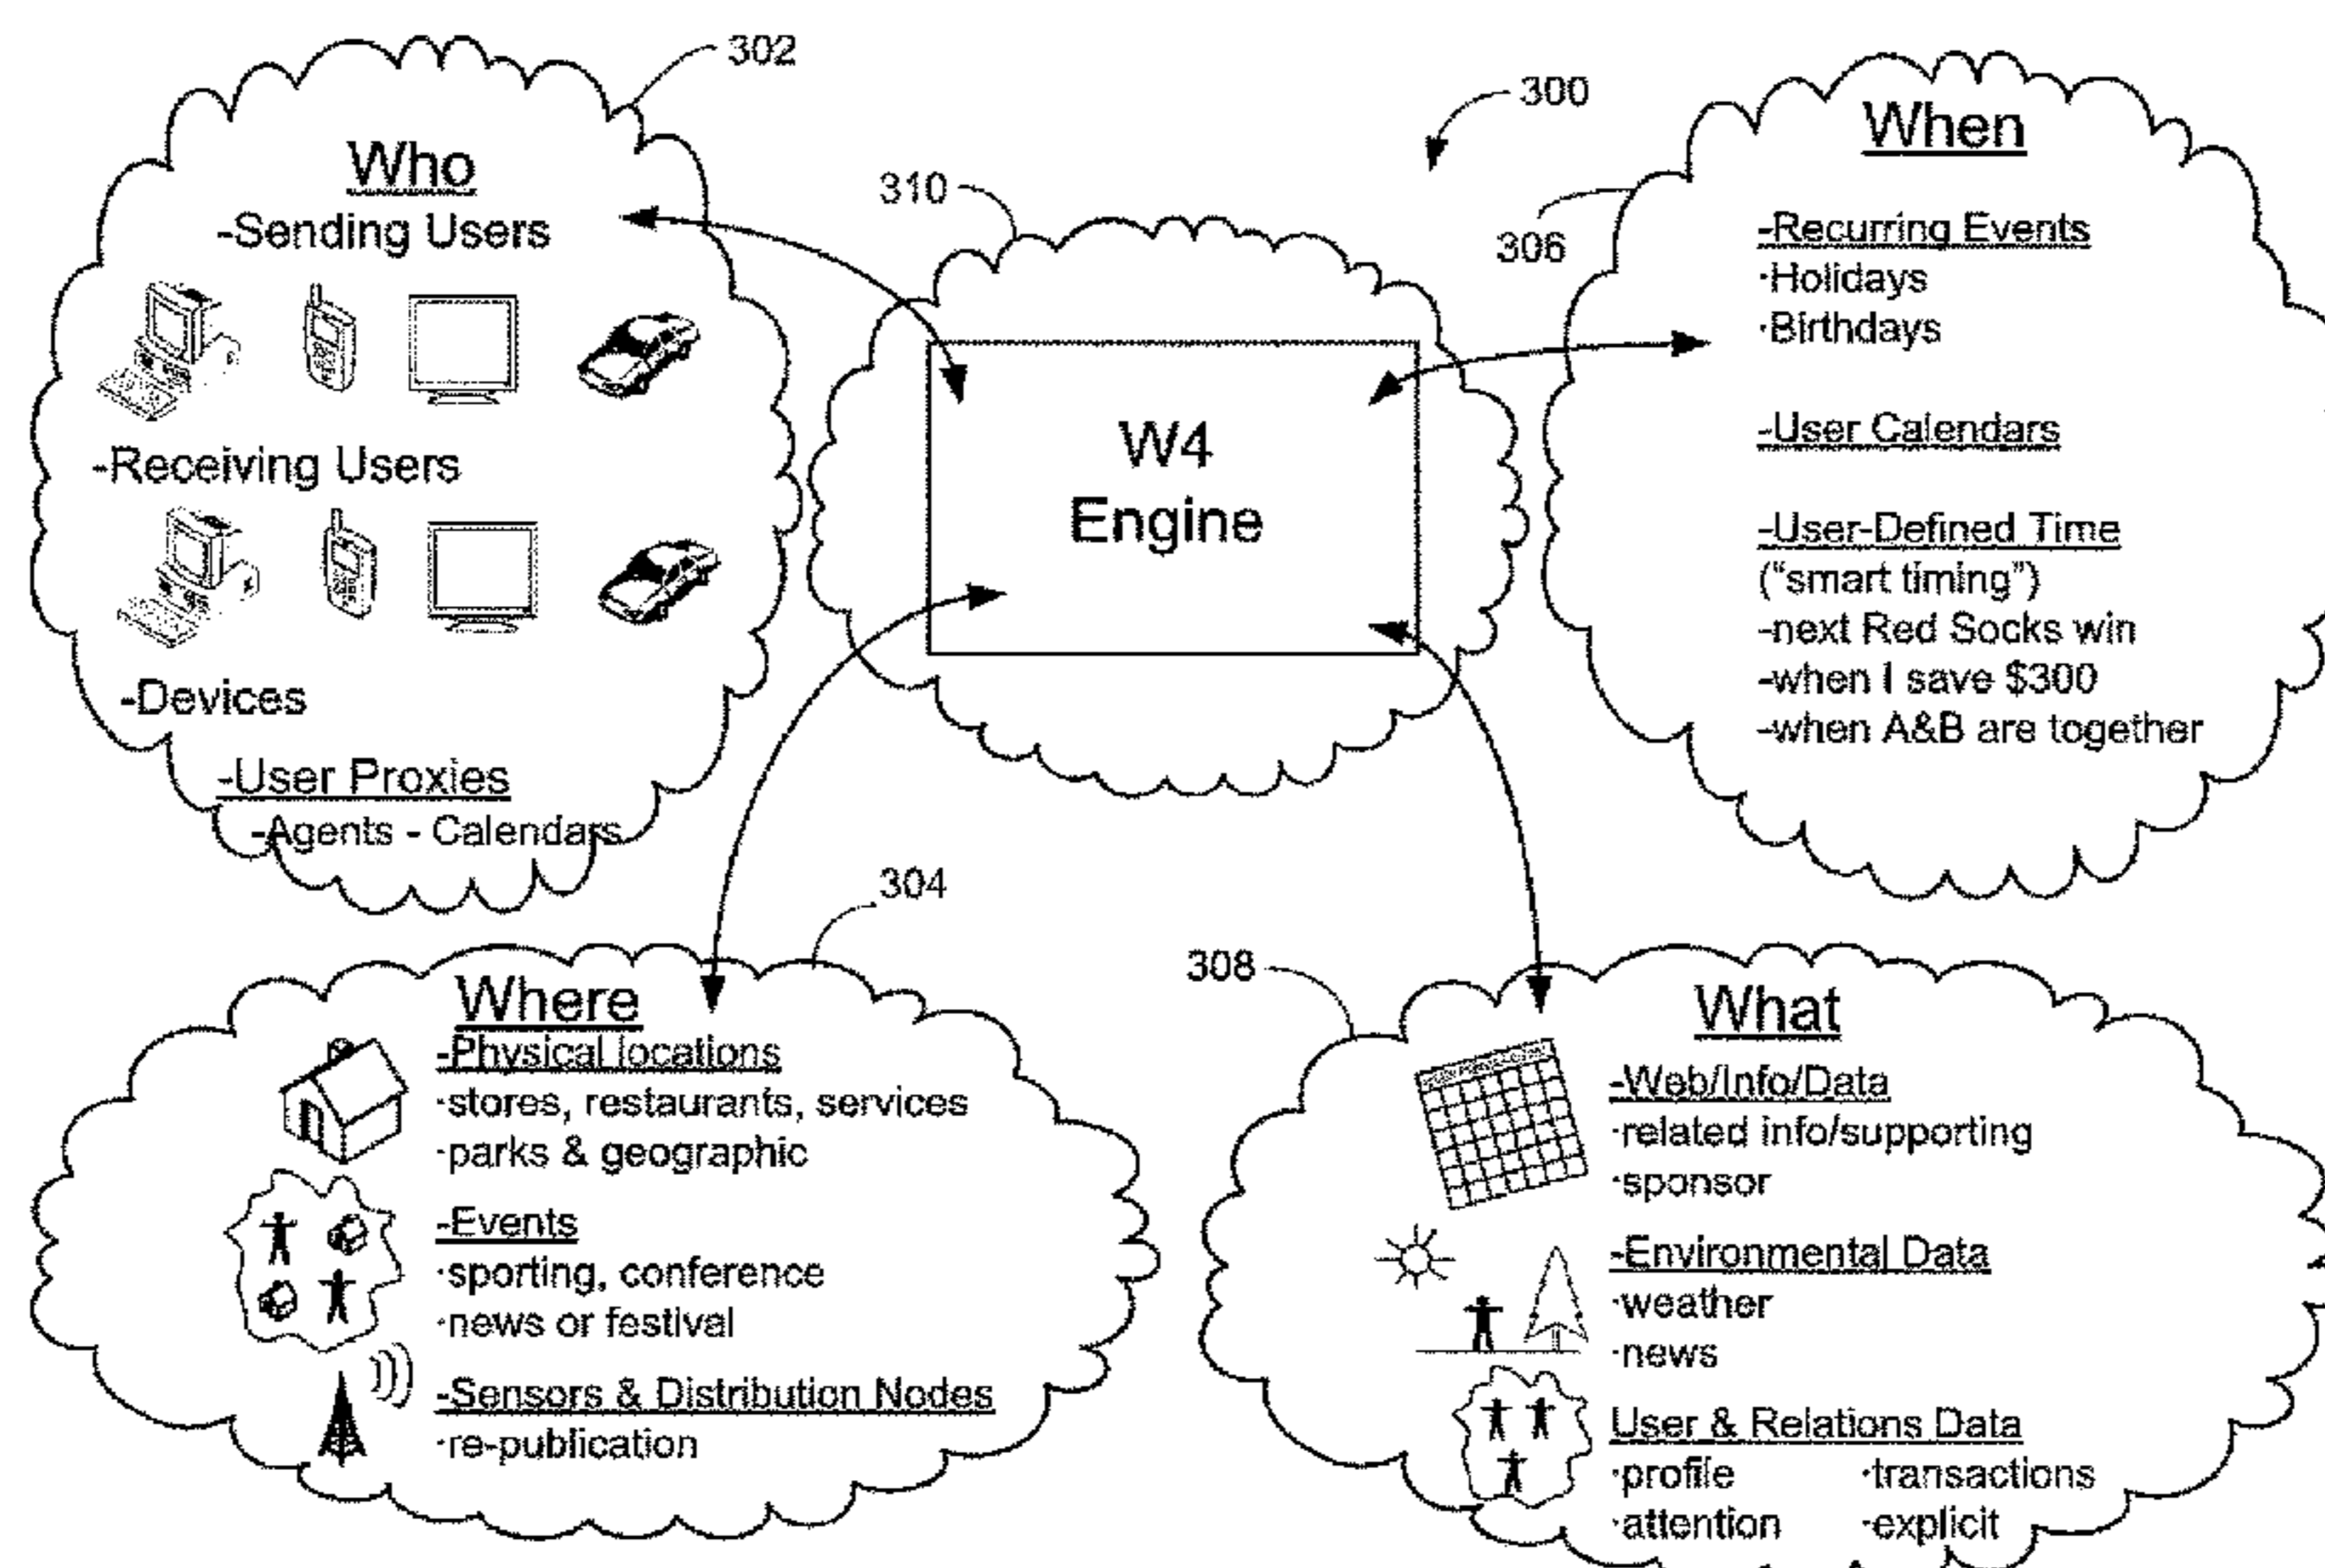 302
Who
-Sending Users
-Receiving Users
-Devices
-User Proxies
-Agents - Calendars
300
310
W4
Engine
306
When
-Recurring Events
·Holidays
·Birthdays
-User Calendars
-User-Defined Time
("smart timing")
-next Red Socks win
-when I save $300
-when A&B are together
304
Where
-Physical locations
·stores, restaurants, services
·parks & geographic
-Events
·sporting, conference
·news or festival
-Sensors & Distribution Nodes
·re-publication
308
What
-Web/Info/Data
·related info/supporting
·sponsor
-Environmental Data
·weather
·news
User & Relations Data
·profile ·transactions
·attention ·explicit